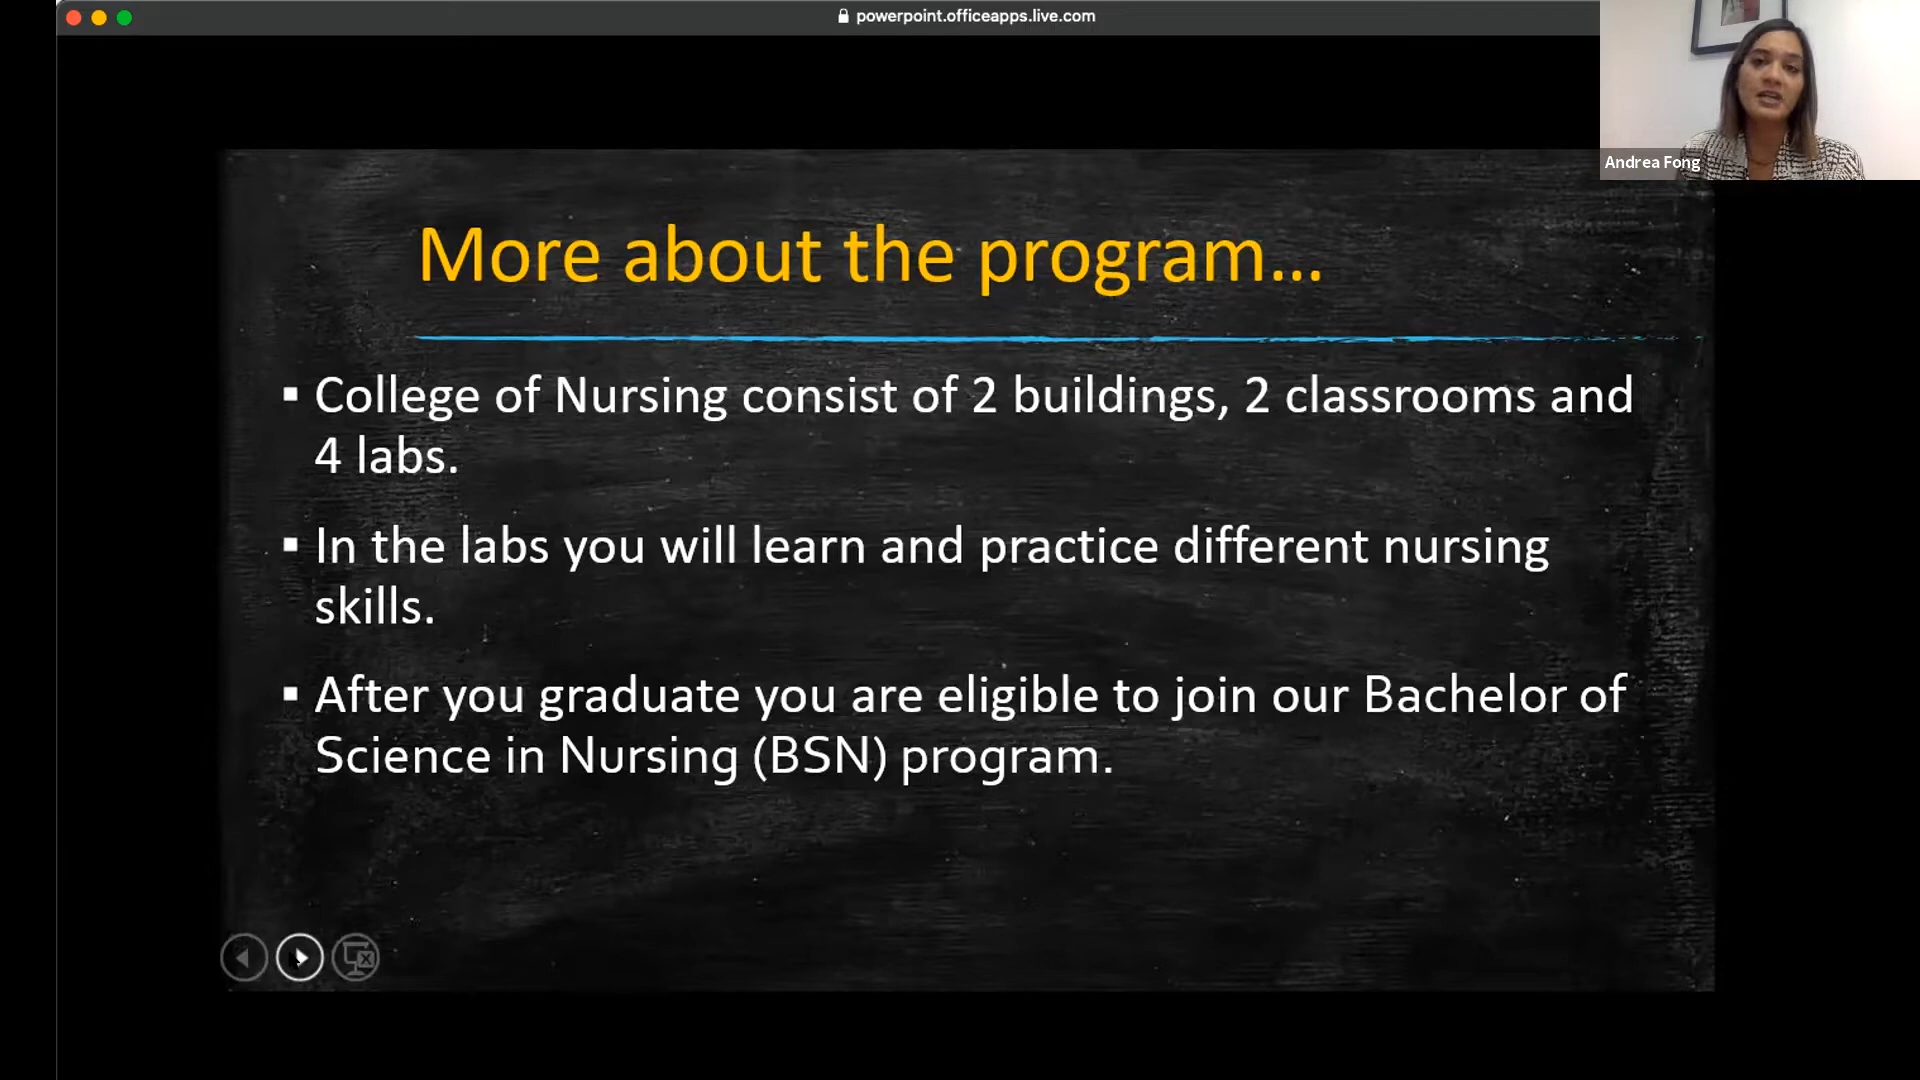 powerpoint.officeapps.live.com
Andrea Fong
More about the program...
▪ College of Nursing consist of 2 buildings, 2 classrooms and
4 labs.
▪ In the labs you will learn and practice different nursing
skills.
▪ After you graduate you are eligible to join our Bachelor of
Science in Nursing (BSN) program.